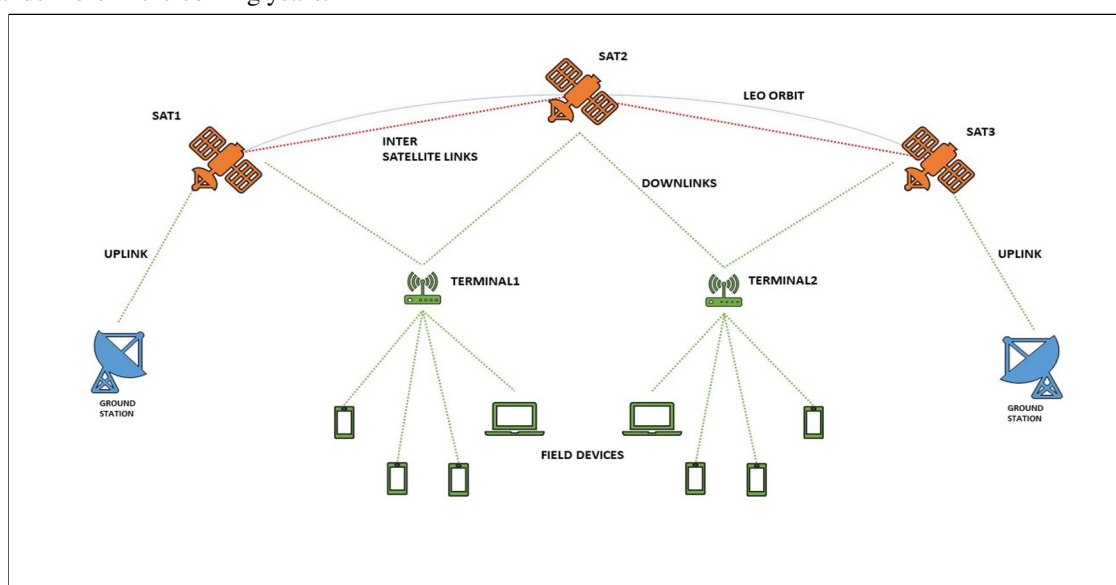 SAT2
LEO ORBIT
SAT1
SAT3
INTER
SATELLITE LINKS
DOWNLINKS
UPLINK
UPLINK
TERMINAL1
TERMINAL2
GROUND
STATION
GROUND
STATION
FIELD DEVICES